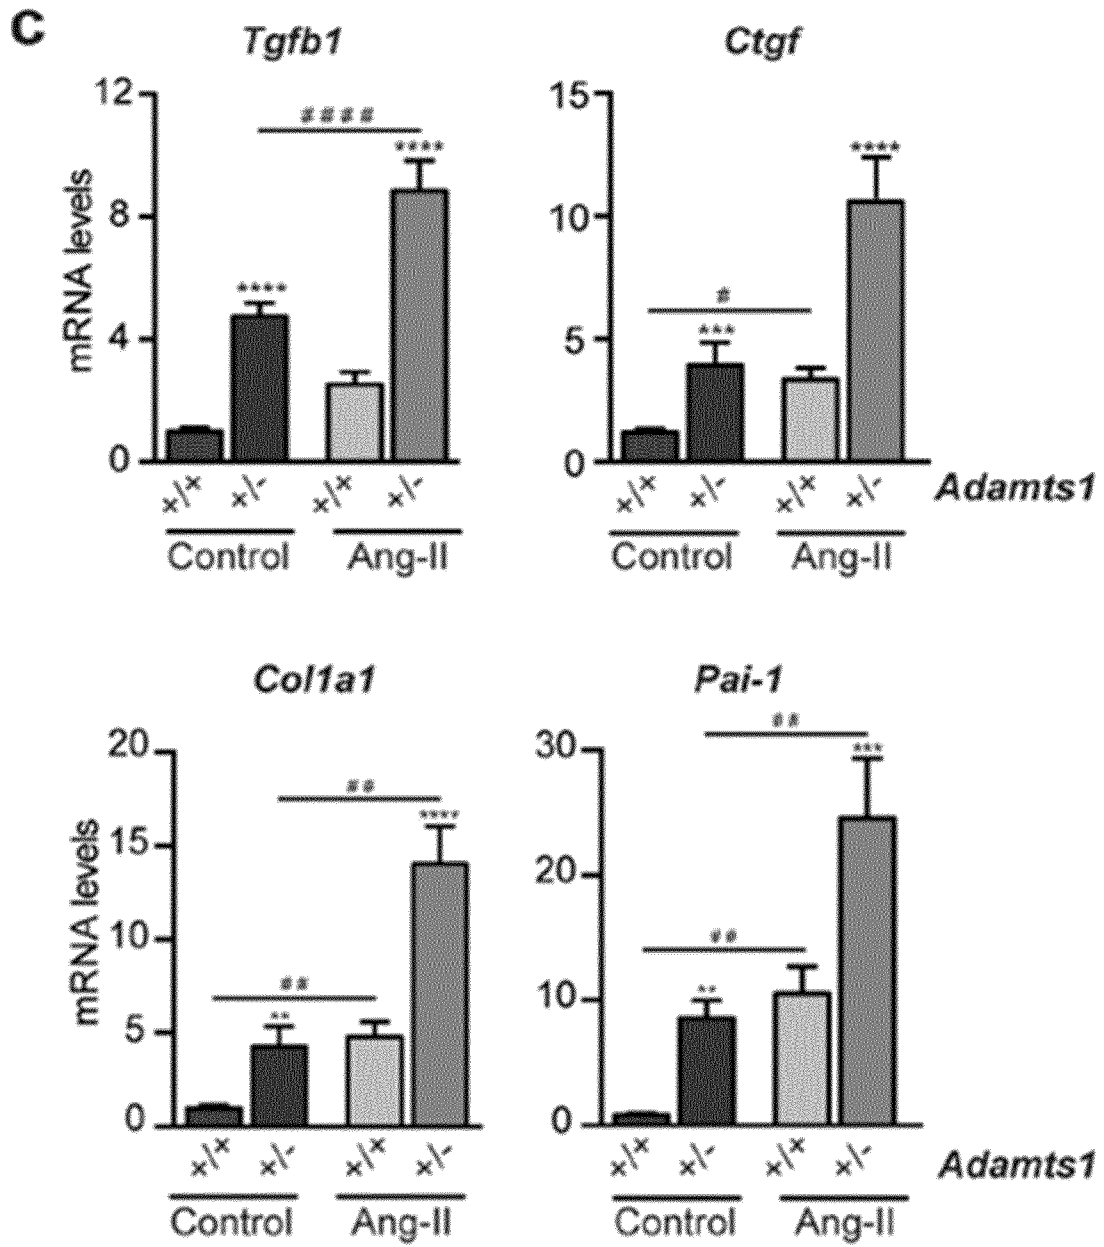 C
Tgfb1
Ctgf
mRNA levels
12
8
4
0
####
****
****
+/+
+/-
+/+
+/-
Control
Ang-II
15
10
5
0
#
***
****
+/+
+/-
+/+
+/-
Adamts1
Control
Ang-II
Col1a1
Pai-1
mRNA levels
20
15
10
5
0
##
##
**
****
+/+
+/-
+/+
+/-
Control
Ang-II
30
20
10
0
##
##
**
***
+/+
+/-
+/+
+/-
Adamts1
Control
Ang-II